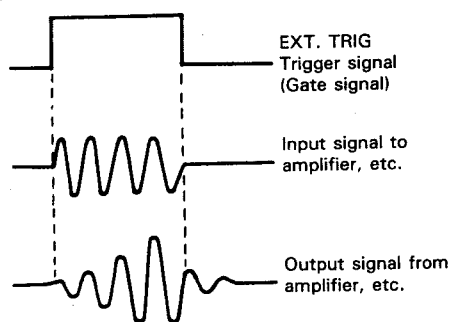 EXT. TRIG
Trigger signal
(Gate signal)
Input signal to
amplifier, etc.
Output signal from
amplifier, etc.